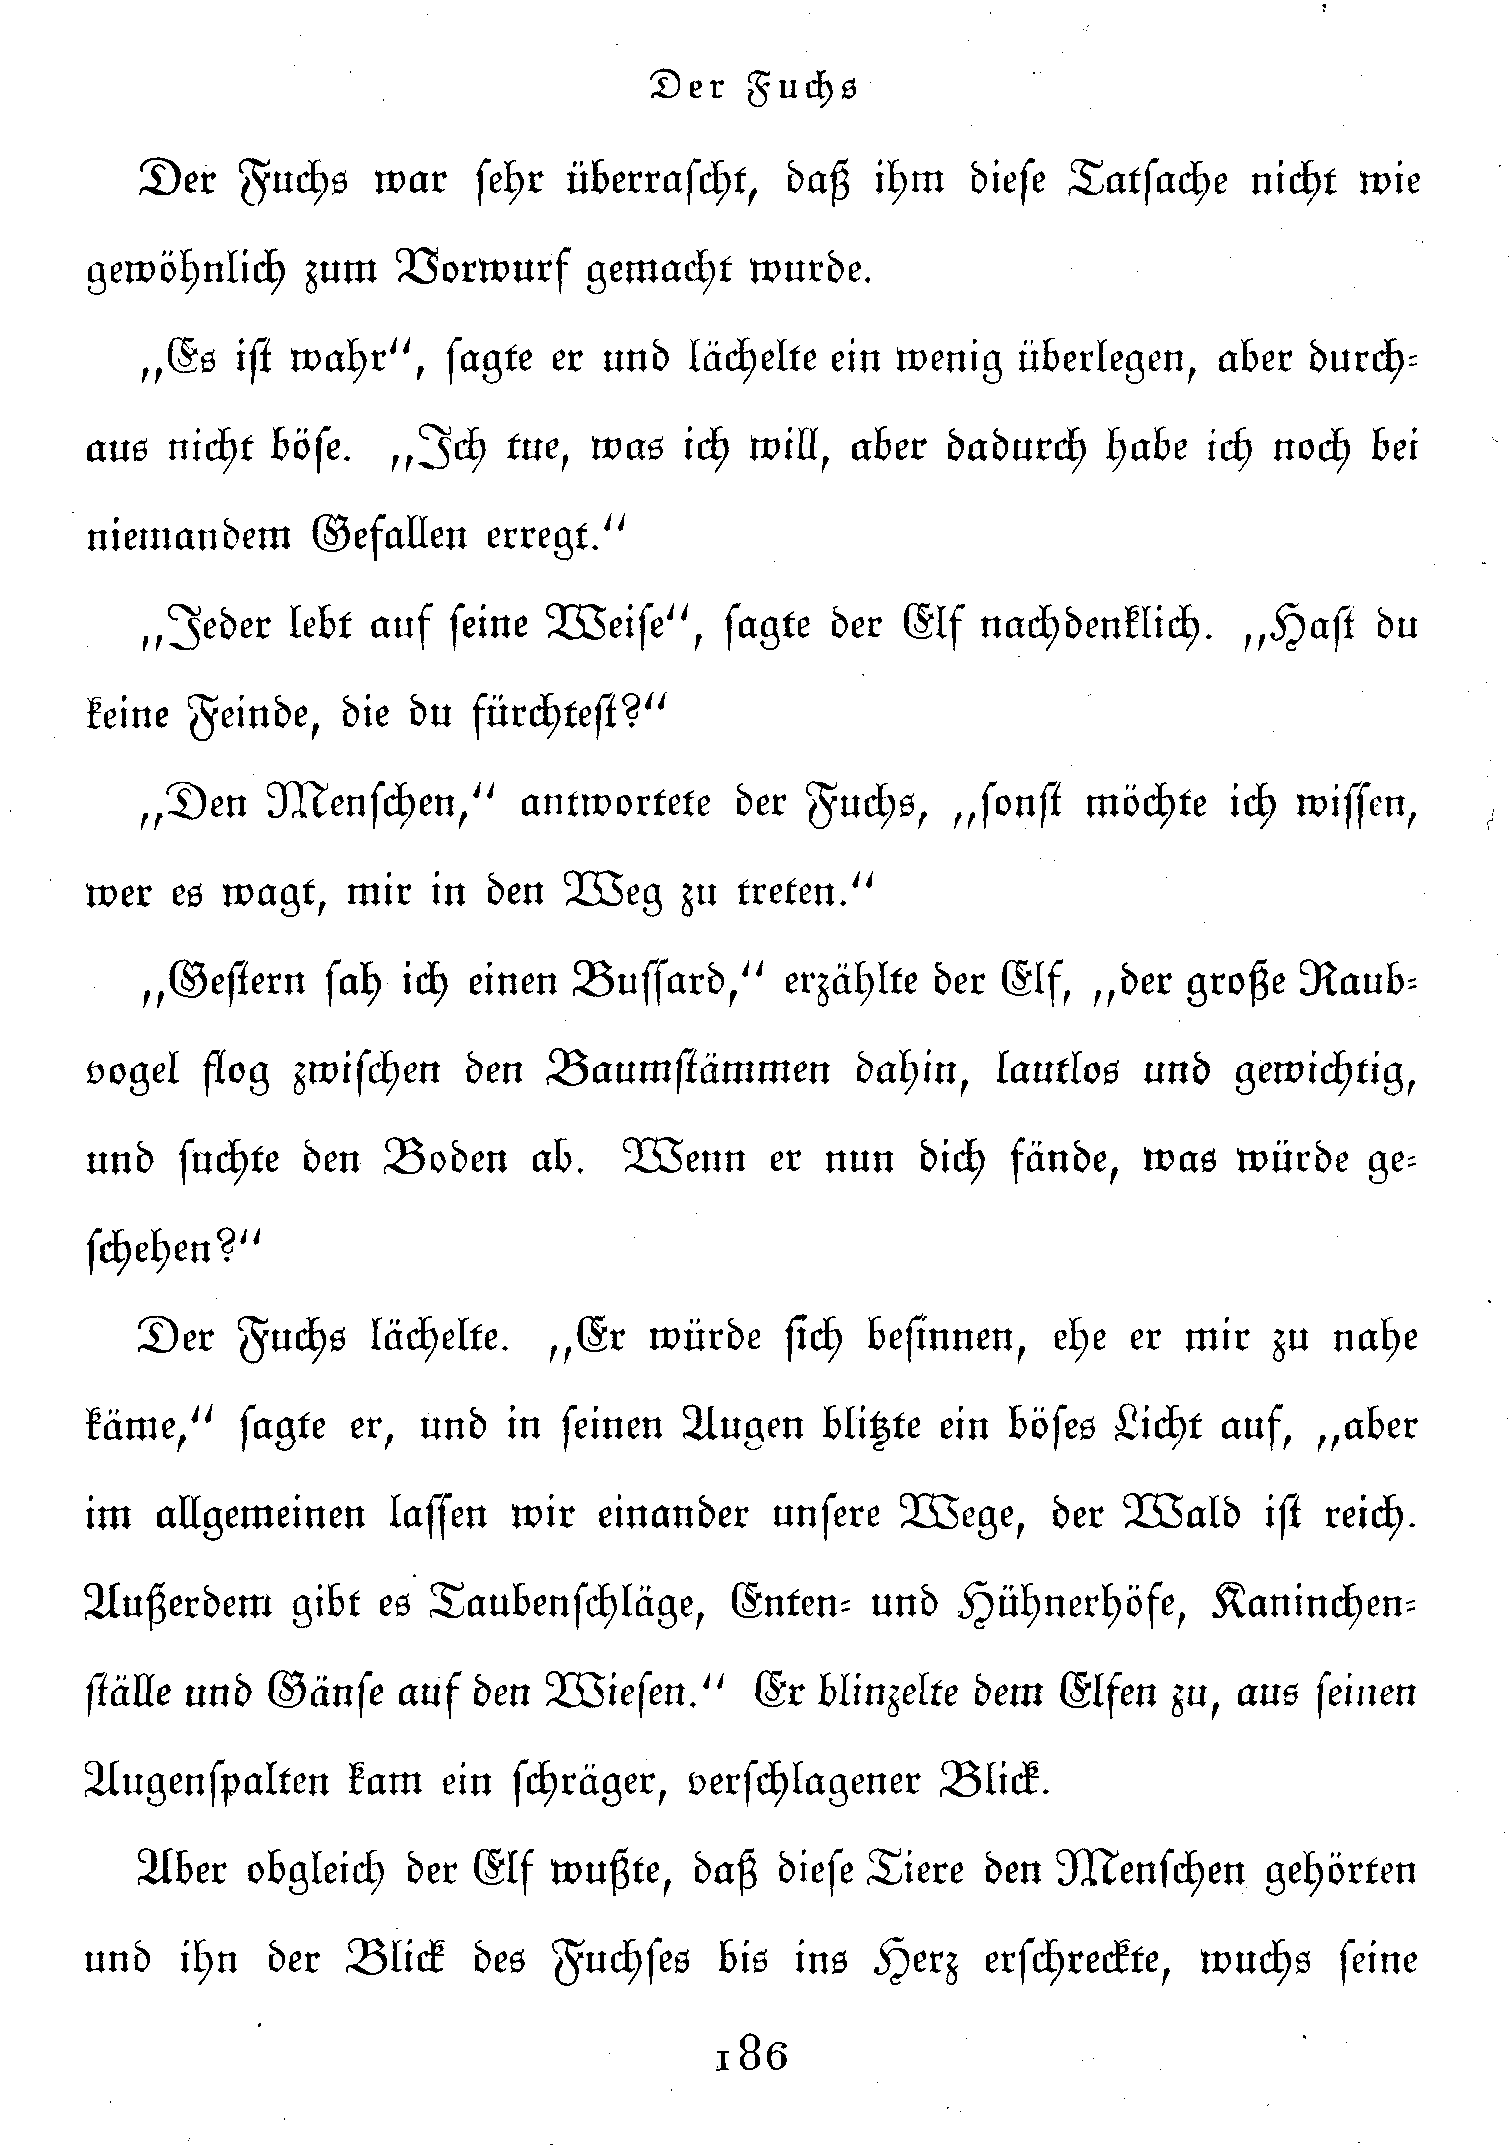 Der Fuchs
Der Fuchs war sehr überrascht, daß ihm diese Tatsache nicht wie
gewöhnlich zum Vorwurf gemacht wurde.
„Es ist wahr“, sagte er und lächelte ein wenig überlegen, aber durch-
aus nicht böse. „Ich tue, was ich will, aber dadurch habe ich noch bei
niemandem Gefallen erregt.“
„Jeder lebt auf seine Weise“, sagte der Elf nachdenklich. „Hast du
keine Feinde, die du fürchtest?“
„Den Menschen,“ antwortete der Fuchs, „sonst möchte ich wissen,
wer es wagt, mir in den Weg zu treten.“
„Gestern sah ich einen Bussard,“ erzählte der Elf, „der große Raub-
vogel flog zwischen den Baumstämmen dahin, lautlos und gewichtig,
und suchte den Boden ab. Wenn er nun dich fände, was würde ge-
schehen?“
Der Fuchs lächelte. „Er würde sich besinnen, ehe er mir zu nahe
käme,“ sagte er, und in seinen Augen blitzte ein böses Licht auf, „aber
im allgemeinen lassen wir einander unsere Wege, der Wald ist reich.
Außerdem gibt es Taubenschläge, Enten- und Hühnerhöfe, Kaninchen-
ställe und Gänse auf den Wiesen.“ Er blinzelte dem Elfen zu, aus seinen
Augenspalten kam ein schräger, verschlagener Blick.
Aber obgleich der Elf wußte, daß diese Tiere den Menschen gehörten
und ihn der Blick des Fuchses bis ins Herz erschreckte, wuchs seine
186